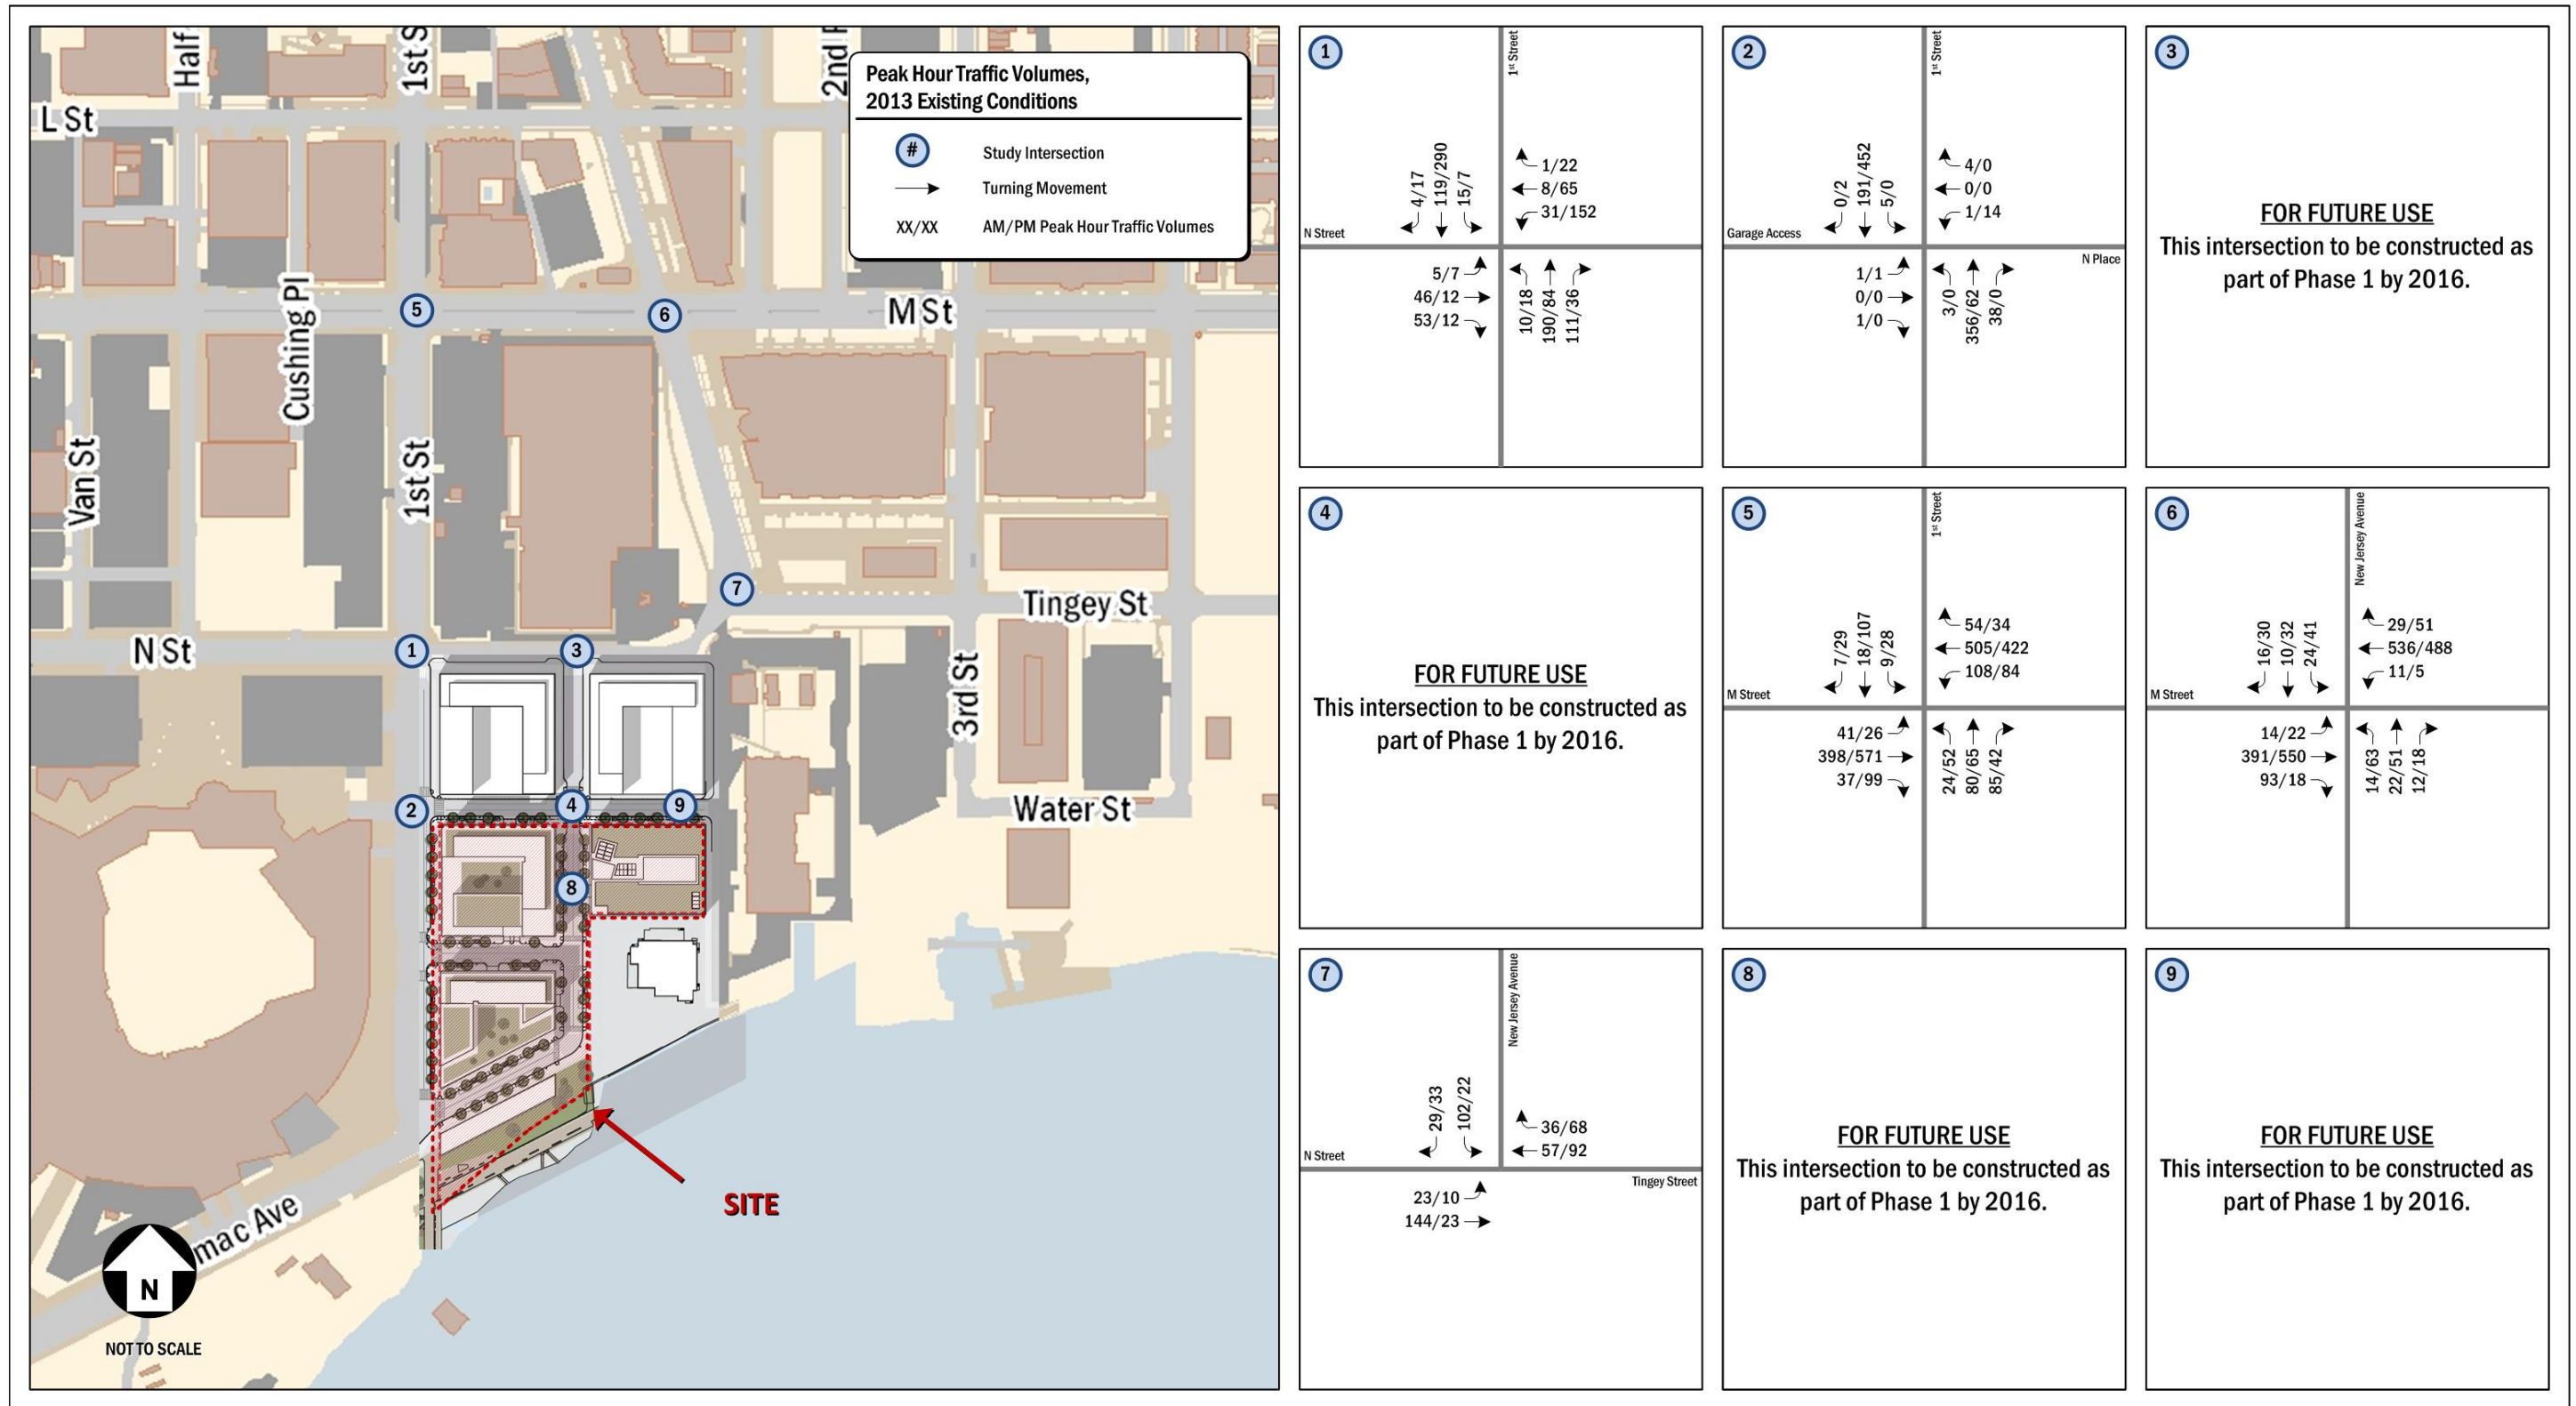 Half
1st S
2nd F
L St
Peak Hour Traffic Volumes,
2013 Existing Conditions
#
Study Intersection
Turning Movement
XX/XX
AM/PM Peak Hour Traffic Volumes
Cushing Pl
5
6
M St
Van St
1st St
7
Tingey St
N St
1
3
3rd St
2
4
9
Water St
8
SITE
mac Ave
N
NOT TO SCALE
1
1st Street
4/17
119/290
15/7
1/22
8/65
31/152
N Street
5/7
46/12
53/12
10/18
190/84
111/36
2
1st Street
0/2
191/452
5/0
4/0
0/0
1/14
Garage Access
N Place
1/1
0/0
1/0
3/0
356/62
38/0
3
FOR FUTURE USE
This intersection to be constructed as
part of Phase 1 by 2016.
4
FOR FUTURE USE
This intersection to be constructed as
part of Phase 1 by 2016.
5
1st Street
7/29
18/107
9/28
54/34
505/422
108/84
M Street
41/26
398/571
37/99
24/52
80/65
85/42
6
New Jersey Avenue
16/30
10/32
24/41
29/51
536/488
11/5
M Street
14/22
391/550
93/18
14/63
22/51
12/18
7
New Jersey Avenue
29/33
102/22
36/68
57/92
N Street
Tingey Street
23/10
144/23
8
FOR FUTURE USE
This intersection to be constructed as
part of Phase 1 by 2016.
9
FOR FUTURE USE
This intersection to be constructed as
part of Phase 1 by 2016.